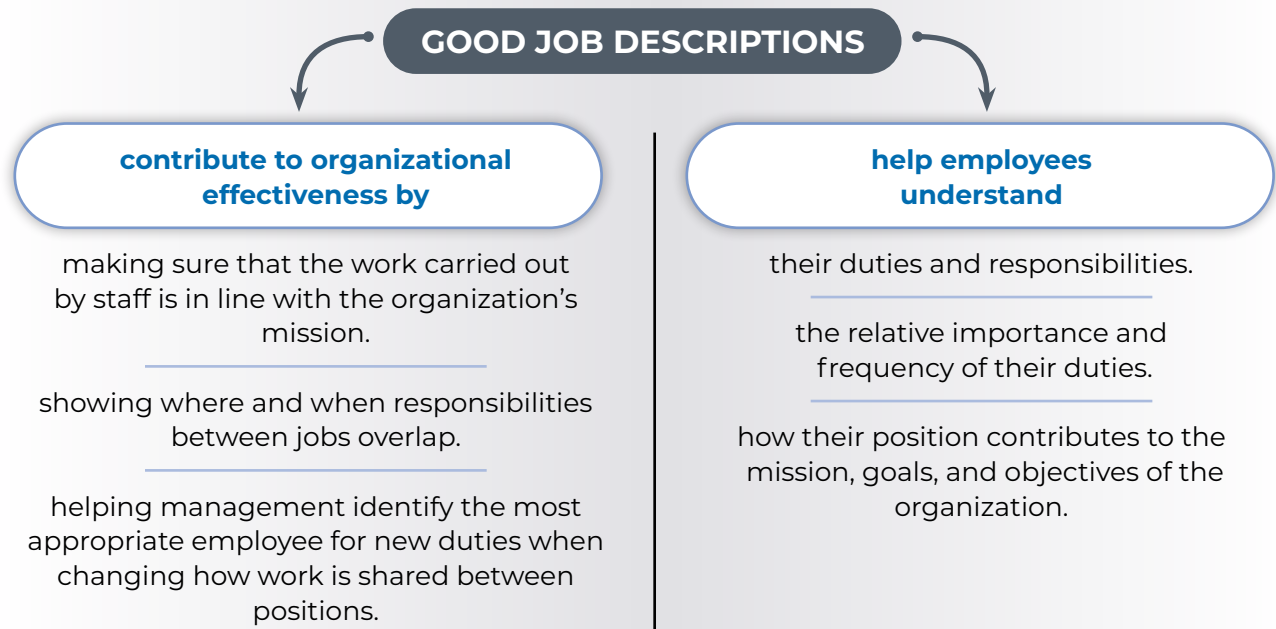 GOOD JOB DESCRIPTIONS
contribute to organizational
effectiveness by
making sure that the work carried out
by staff is in line with the organization’s
mission.
showing where and when responsibilities
between jobs overlap.
helping management identify the most
appropriate employee for new duties when
changing how work is shared between
positions.
help employees
understand
their duties and responsibilities.
the relative importance and
frequency of their duties.
how their position contributes to the
mission, goals, and objectives of the
organization.